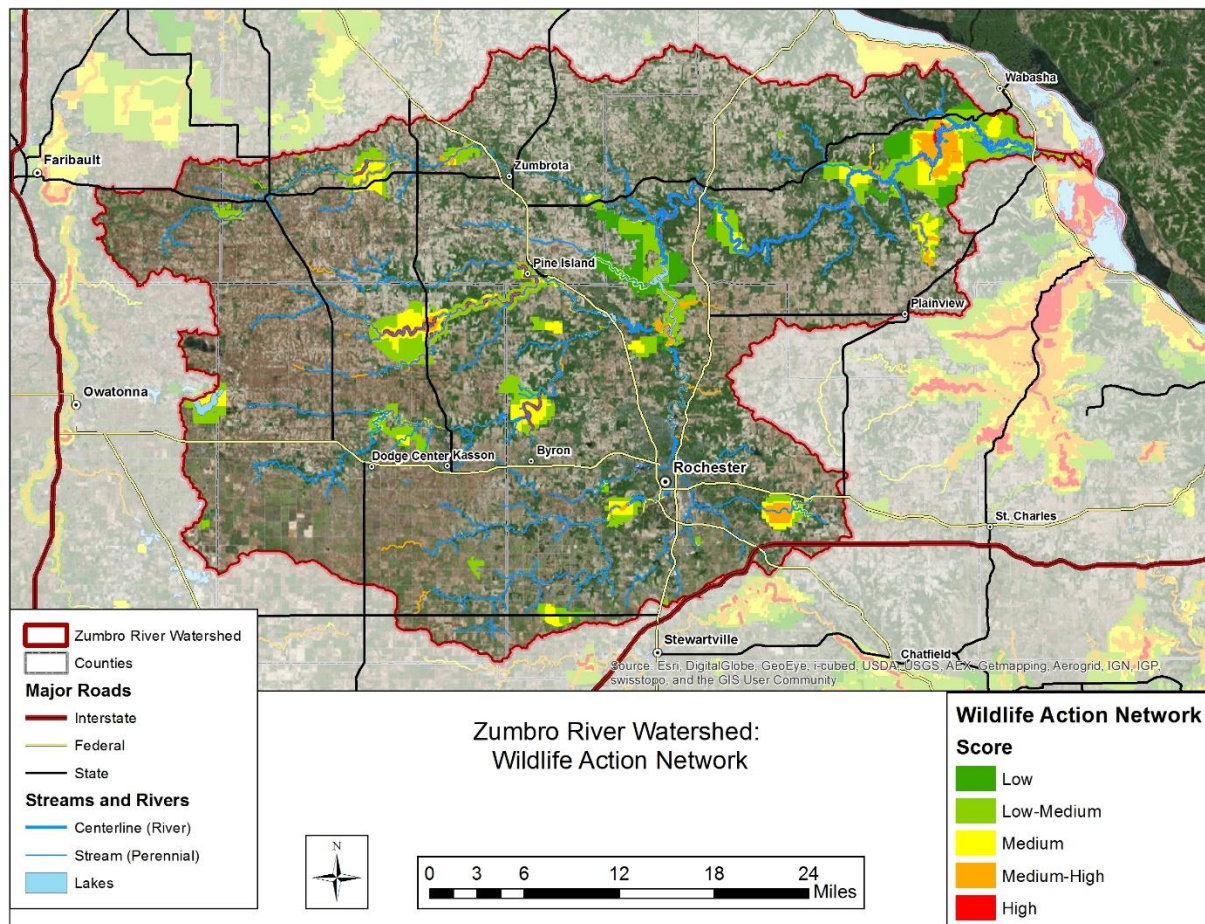 Wabasha
Faribault
Zumbrota
Pine Island
Plainview
Owatonna
Dodge Center
Kasson
Byron
Rochester
St. Charles
Stewartville
Chatfield
Source: Esri, DigitalGlobe, GeoEye, i-cubed, USDA, USGS, AEX, Getmapping, Aerogrid, IGN, IGP,
swisstopo, and the GIS User Community
Zumbro River Watershed
Counties
Major Roads
Interstate
Federal
State
Streams and Rivers
Centerline (River)
Stream (Perennial)
Lakes
Zumbro River Watershed:
Wildlife Action Network
N
0 3 6 12 18 24
Miles
Wildlife Action Network
Score
Low
Low-Medium
Medium
Medium-High
High